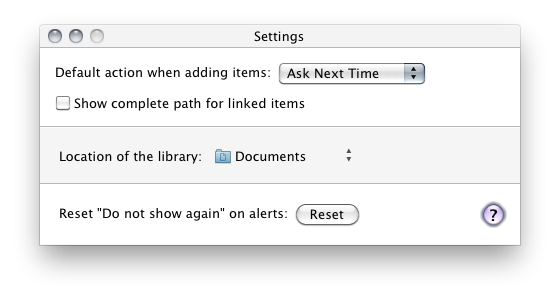 Settings
Default action when adding items: Ask Next Time
Show complete path for linked items
Location of the library: Documents
Reset "Do not show again" on alerts: Reset ?